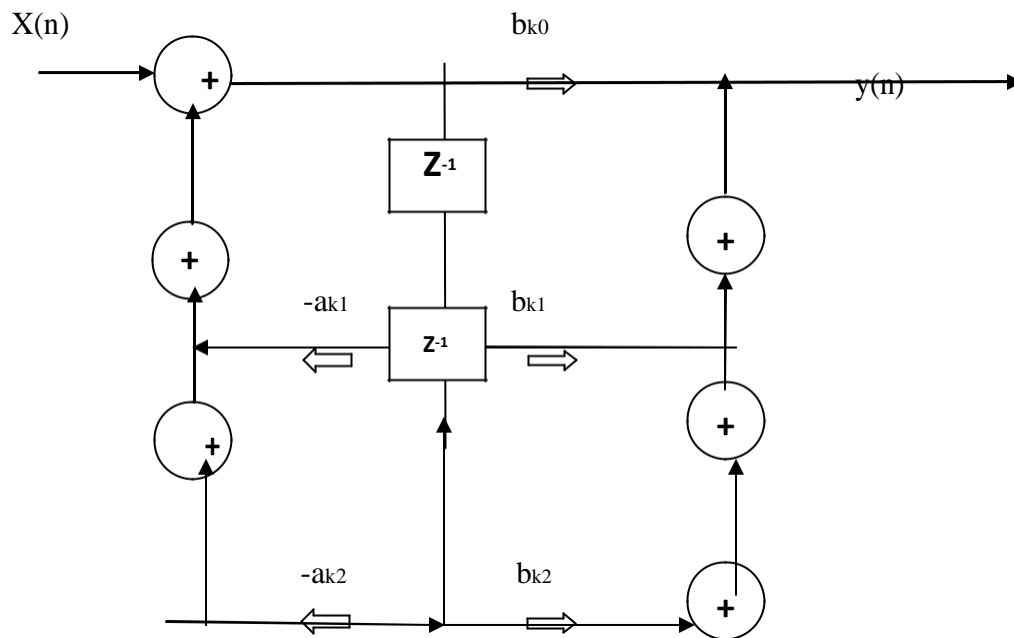 X(n) bk0
+ y(n)
Z-1
+ +
-ak1 bk1
Z-1
+ +
-ak2 bk2
+